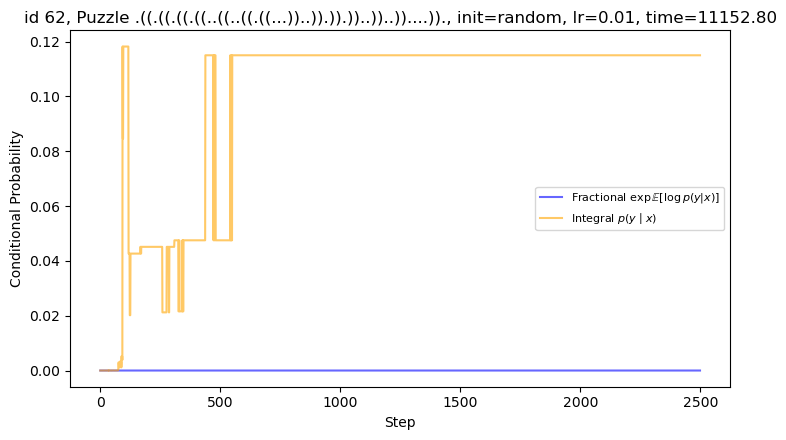 id 62, Puzzle .((.((.((.((..((..((.((...))..)).)).))..))..))....))., init=random, lr=0.01, time=11152.80
0.12
0.10
0.08
0.06
0.04
0.02
0.00
Conditional Probability
Fractional exp𝔼[log p(y|x)]
Integral p(y | x)
0
500
1000
1500
2000
2500
Step